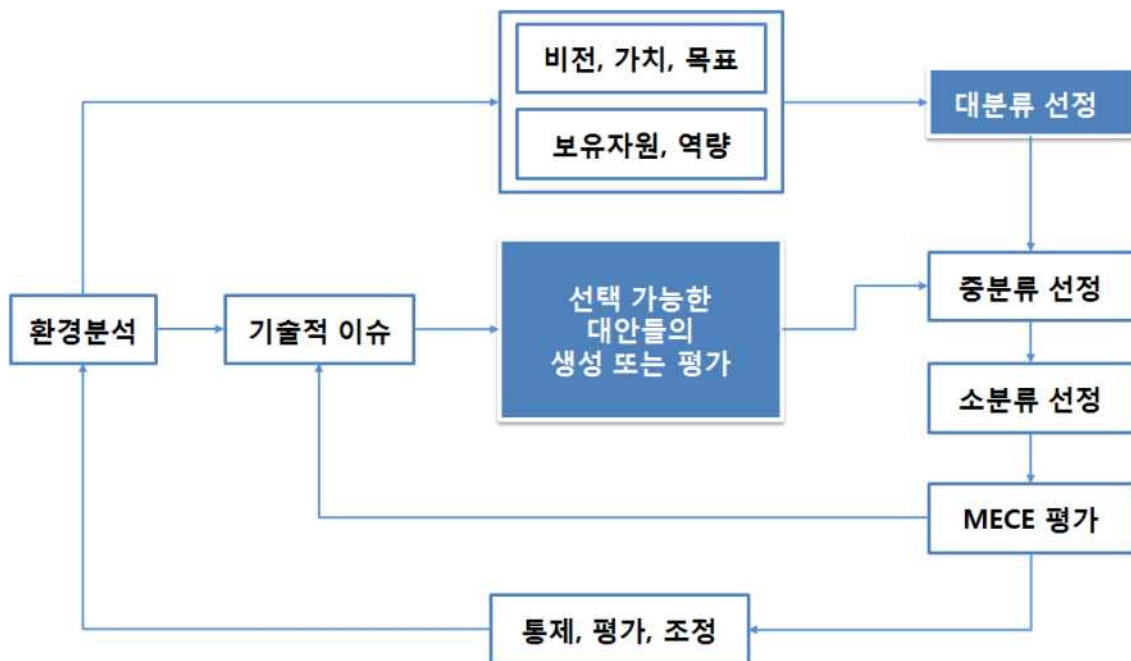 비전, 가치, 목표
대분류 선정
보유자원, 역량
선택 가능한
대안들의
생성 또는 평가
중분류 선정
환경분석
기술적 이슈
소분류 선정
MECE 평가
통제, 평가, 조정